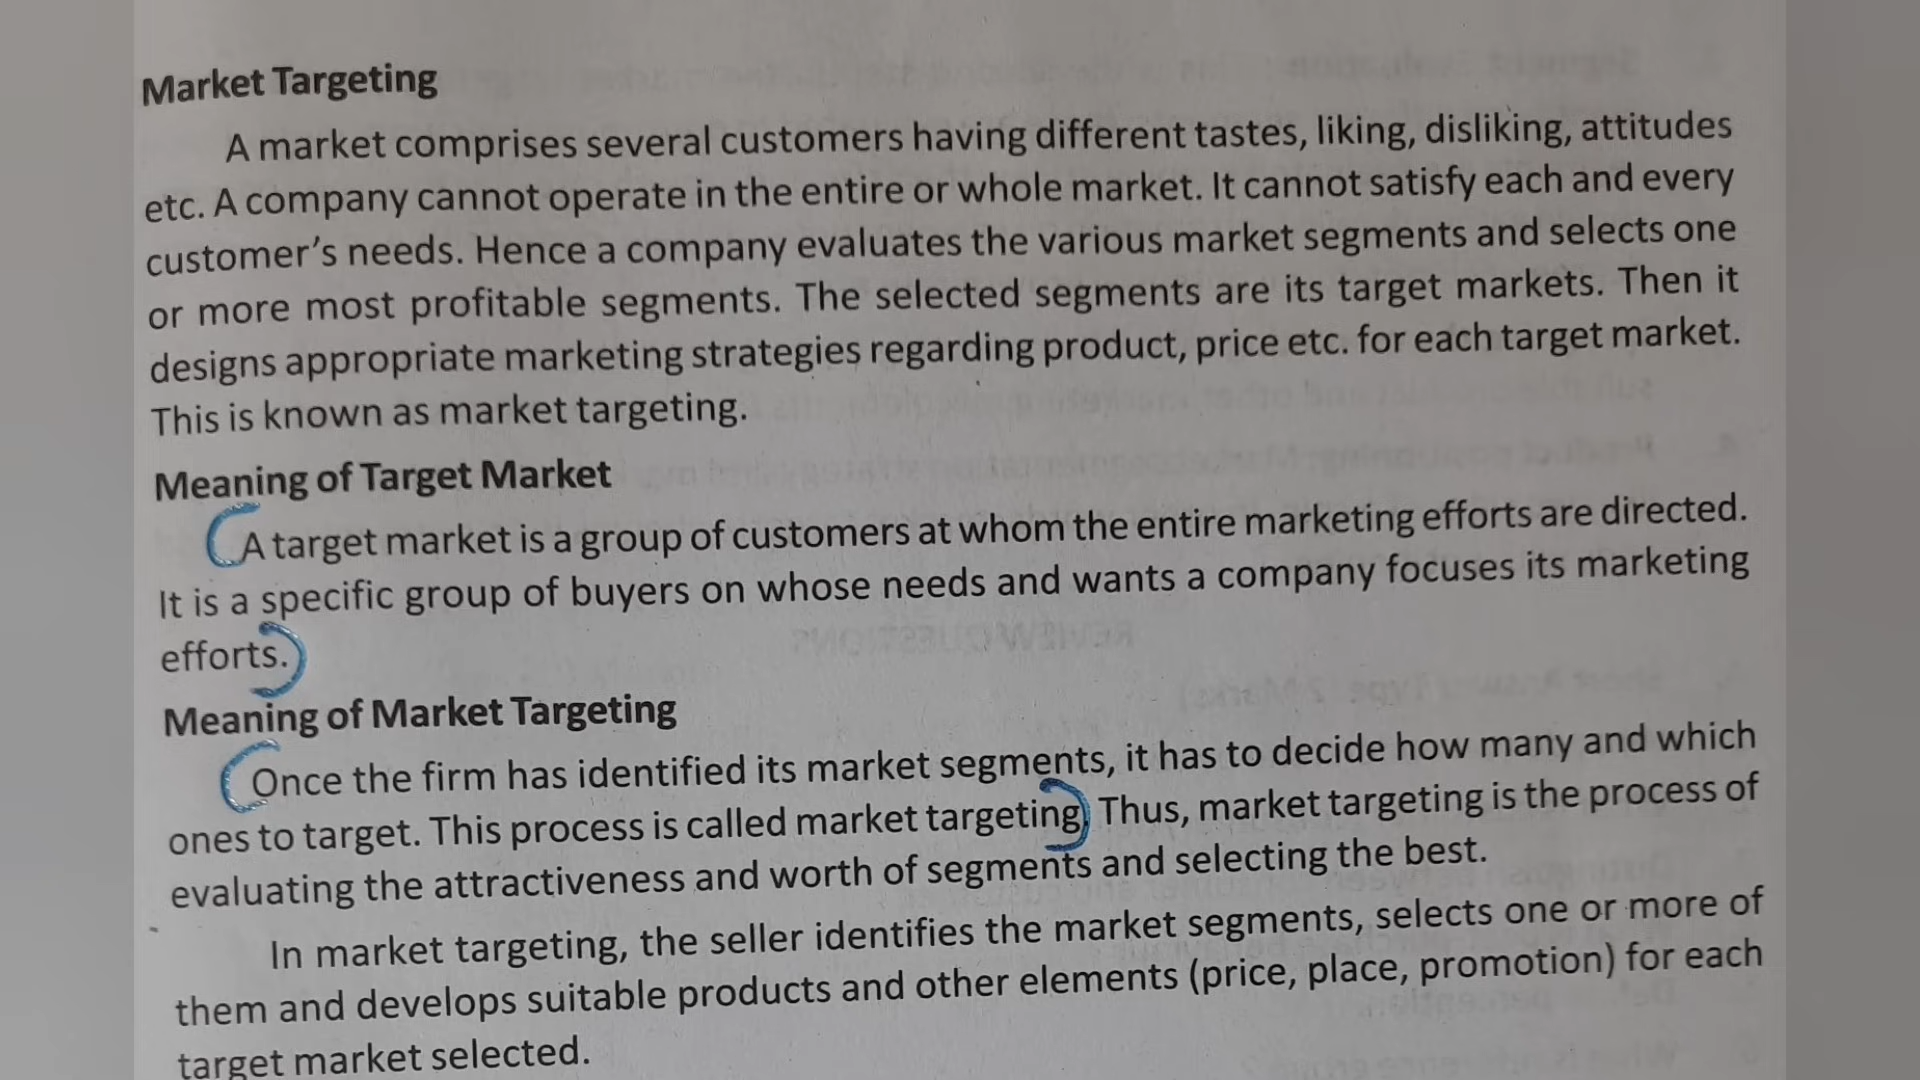 Market Targeting
A market comprises several customers having different tastes, liking, disliking, attitudes
etc. A company cannot operate in the entire or whole market. It cannot satisfy each and every
customer's needs. Hence a company evaluates the various market segments and selects one
or more most profitable segments. The selected segments are its target markets. Then it
designs appropriate marketing strategies regarding product, price etc. for each target market.
This is known as market targeting.
Meaning of Target Market
A target market is a group of customers at whom the entire marketing efforts are directed.
It is a specific group of buyers on whose needs and wants a company focuses its marketing
efforts.
Meaning of Market Targeting
Once the firm has identified its market segments, it has to decide how many and which
ones to target. This process is called market targeting. Thus, market targeting is the process of
evaluating the attractiveness and worth of segments and selecting the best.
In market targeting, the seller identifies the market segments, selects one or more of
them and develops suitable products and other elements (price, place, promotion) for each
target market selected.